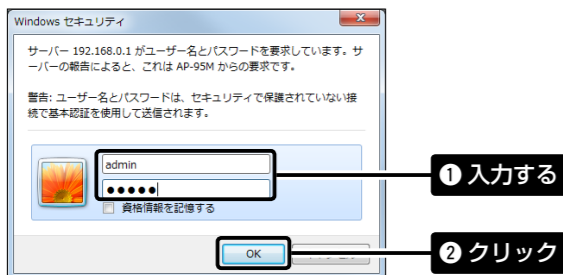 Windows セキュリティ
サーバー 192.168.0.1 がユーザー名とパスワードを要求しています。サ
ーバーの報告によると、これは AP-95M からの要求です。
警告: ユーザー名とパスワードは、セキュリティで保護されていない接
続で基本認証を使用して送信されます。
admin
●●●●●
資格情報を記憶する
❶ 入力する
OK
❷ クリック